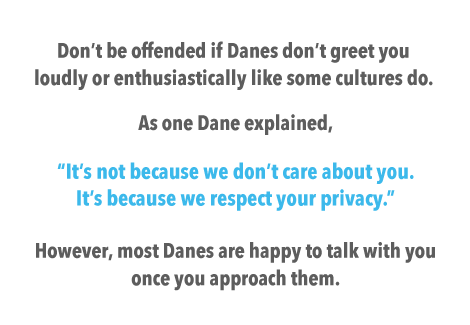 Don’t be offended if Danes don’t greet you
loudly or enthusiastically like some cultures do.
As one Dane explained,
“It’s not because we don’t care about you.
It’s because we respect your privacy.”
However, most Danes are happy to talk with you
once you approach them.